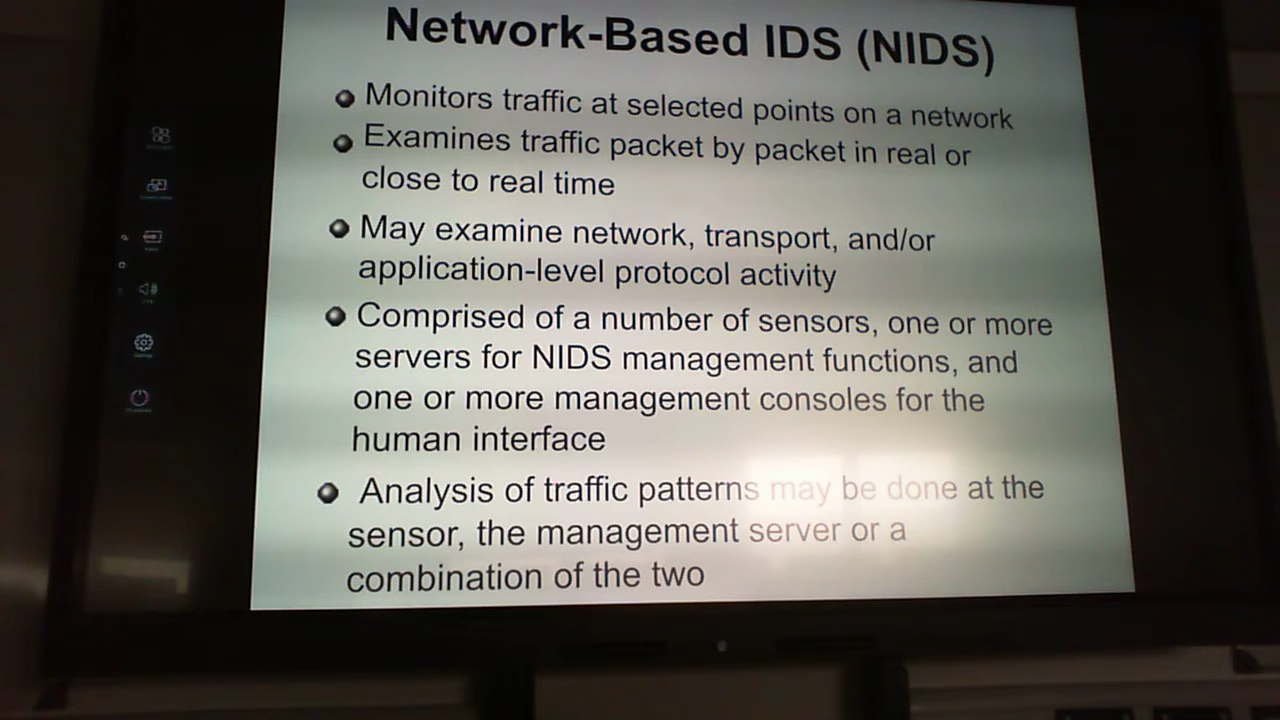 Network-Based IDS (NIDS)
Monitors traffic at selected points on a network
Examines traffic packet by packet in real or
close to real time
May examine network, transport, and/or
application-level protocol activity
Comprised of a number of sensors, one or more
servers for NIDS management functions, and
one or more management consoles for the
human interface
Analysis of traffic patterns may be done at the
sensor, the management server or a
combination of the two